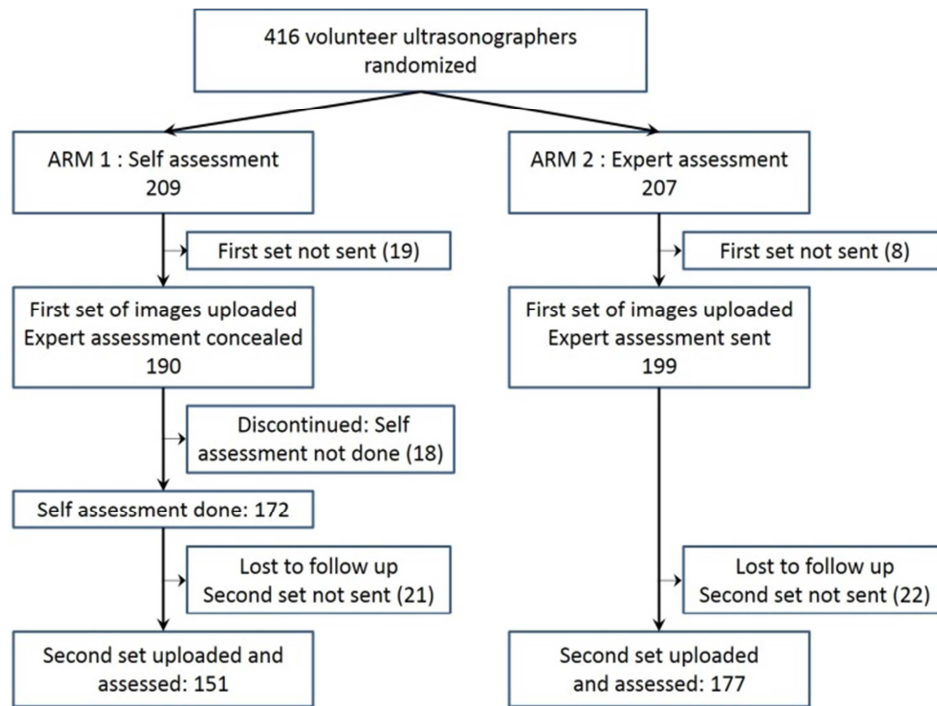 416 volunteer ultrasonographers
randomized
ARM 1 : Self assessment
209
ARM 2 : Expert assessment
207
First set not sent (19)
First set not sent (8)
First set of images uploaded
Expert assessment concealed
190
First set of images uploaded
Expert assessment sent
199
Discontinued: Self
assessment not done (18)
Self assessment done: 172
Lost to follow up
Second set not sent (21)
Lost to follow up
Second set not sent (22)
Second set uploaded and
assessed: 151
Second set uploaded
and assessed: 177